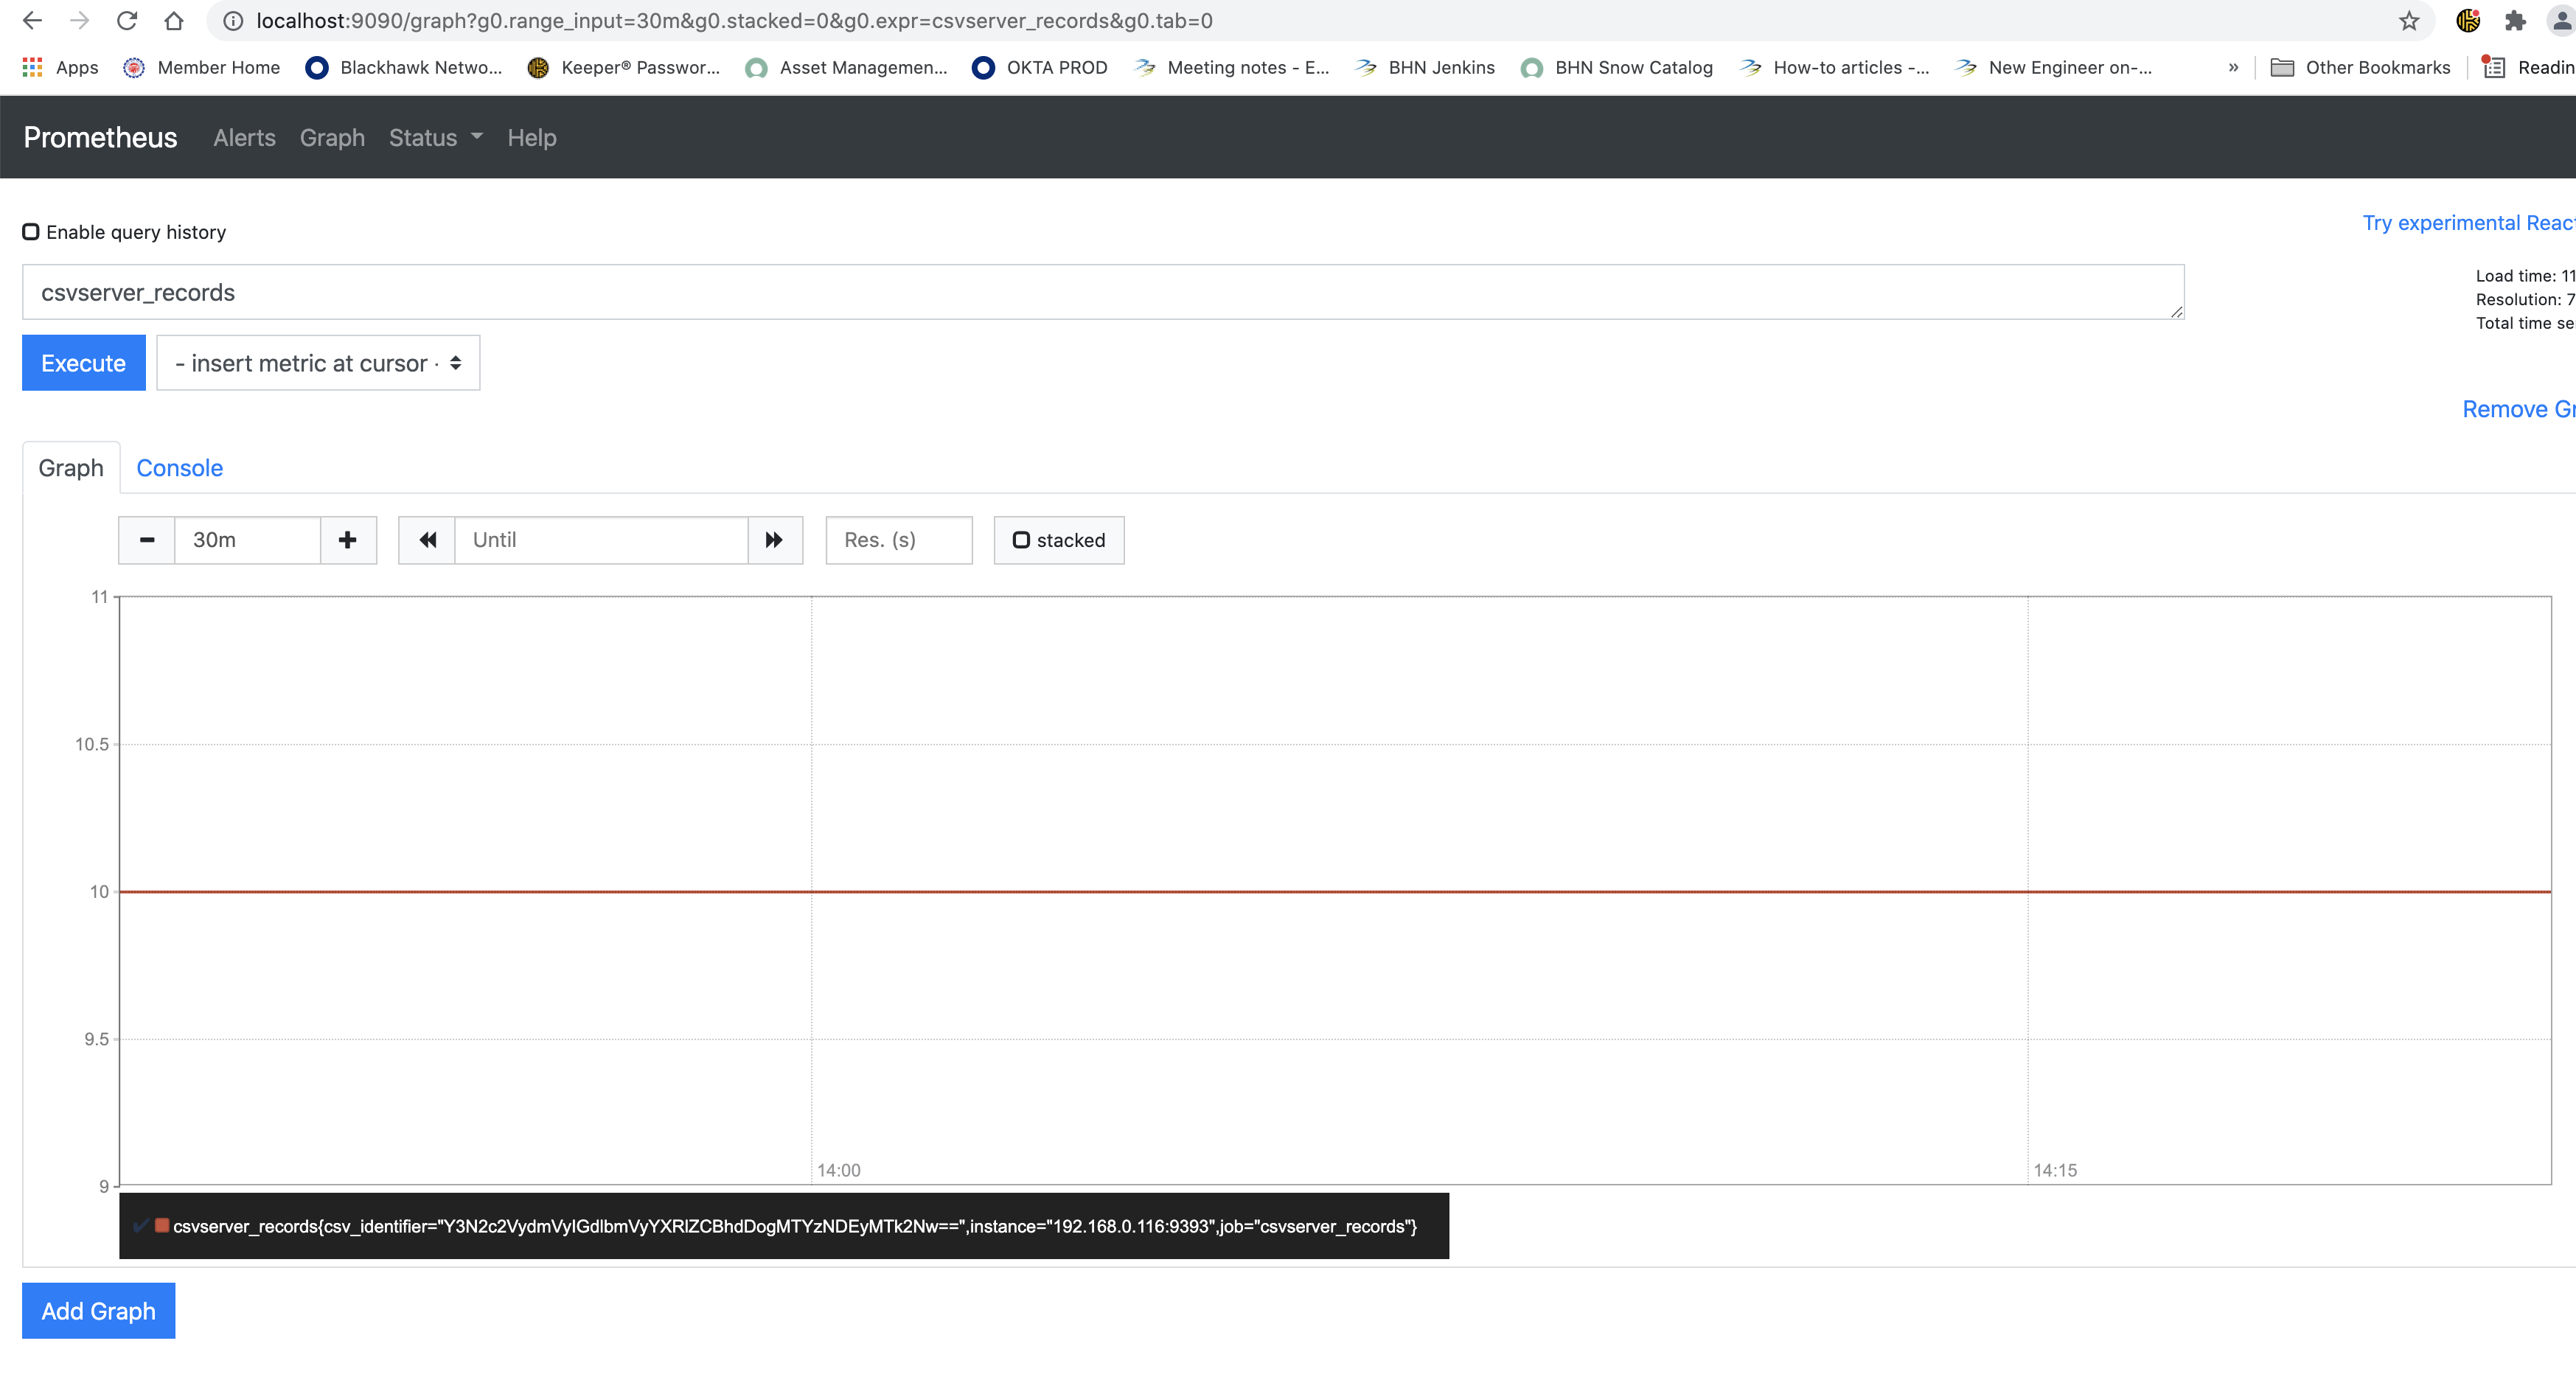 localhost:9090/graph?g0.range_input=30m&g0.stacked=0&g0.expr=csvserver_records&g0.tab=0
Apps Member Home Blackhawk Netwo... Keeper® Passwor... Asset Managemen... OKTA PROD Meeting notes - E... BHN Jenkins BHN Snow Catalog How-to articles -... New Engineer on-... » Other Bookmarks Readin
Prometheus Alerts Graph Status Help
Try experimental React
Enable query history
Load time: 11
csvserver_records
Resolution: 7
Total time se
Execute - insert metric at cursor -
Remove Gr
Graph Console
30m Until Res. (s) stacked
11
10.5
10
9.5
14:00 14:15
9
csvserver_records{csv_identifier="Y3N2c2VydmVyIGdlbmVyYXRlZCBhdDogMTYzNDEyMTk2Nw==",instance="192.168.0.116:9393",job="csvserver_records"}
Add Graph